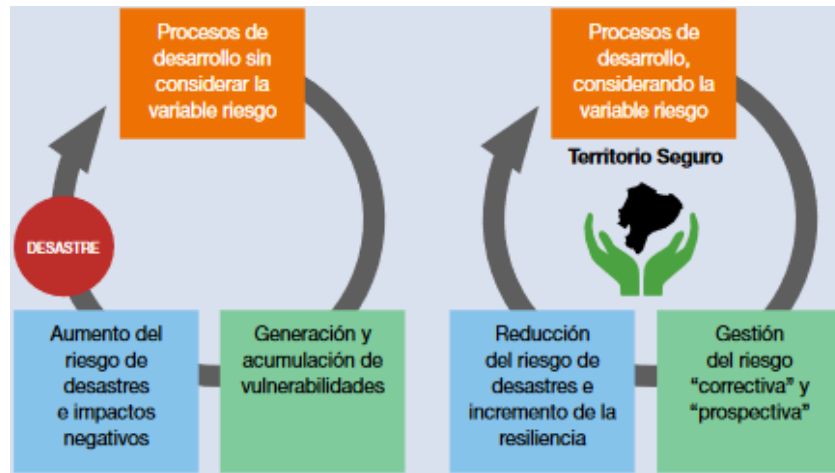 Procesos de
desarrollo sin
considerar la
variable riesgo
DESASTRE
Aumento del
riesgo de
desastres
e impactos
negativos
Generación y
acumulación de
vulnerabilidades
Procesos de
desarrollo,
considerando la
variable riesgo
Territorio Seguro
Reducción
del riesgo de
desastres e
incremento de la
resiliencia
Gestión
del riesgo
“correctiva” y
“prospectiva”